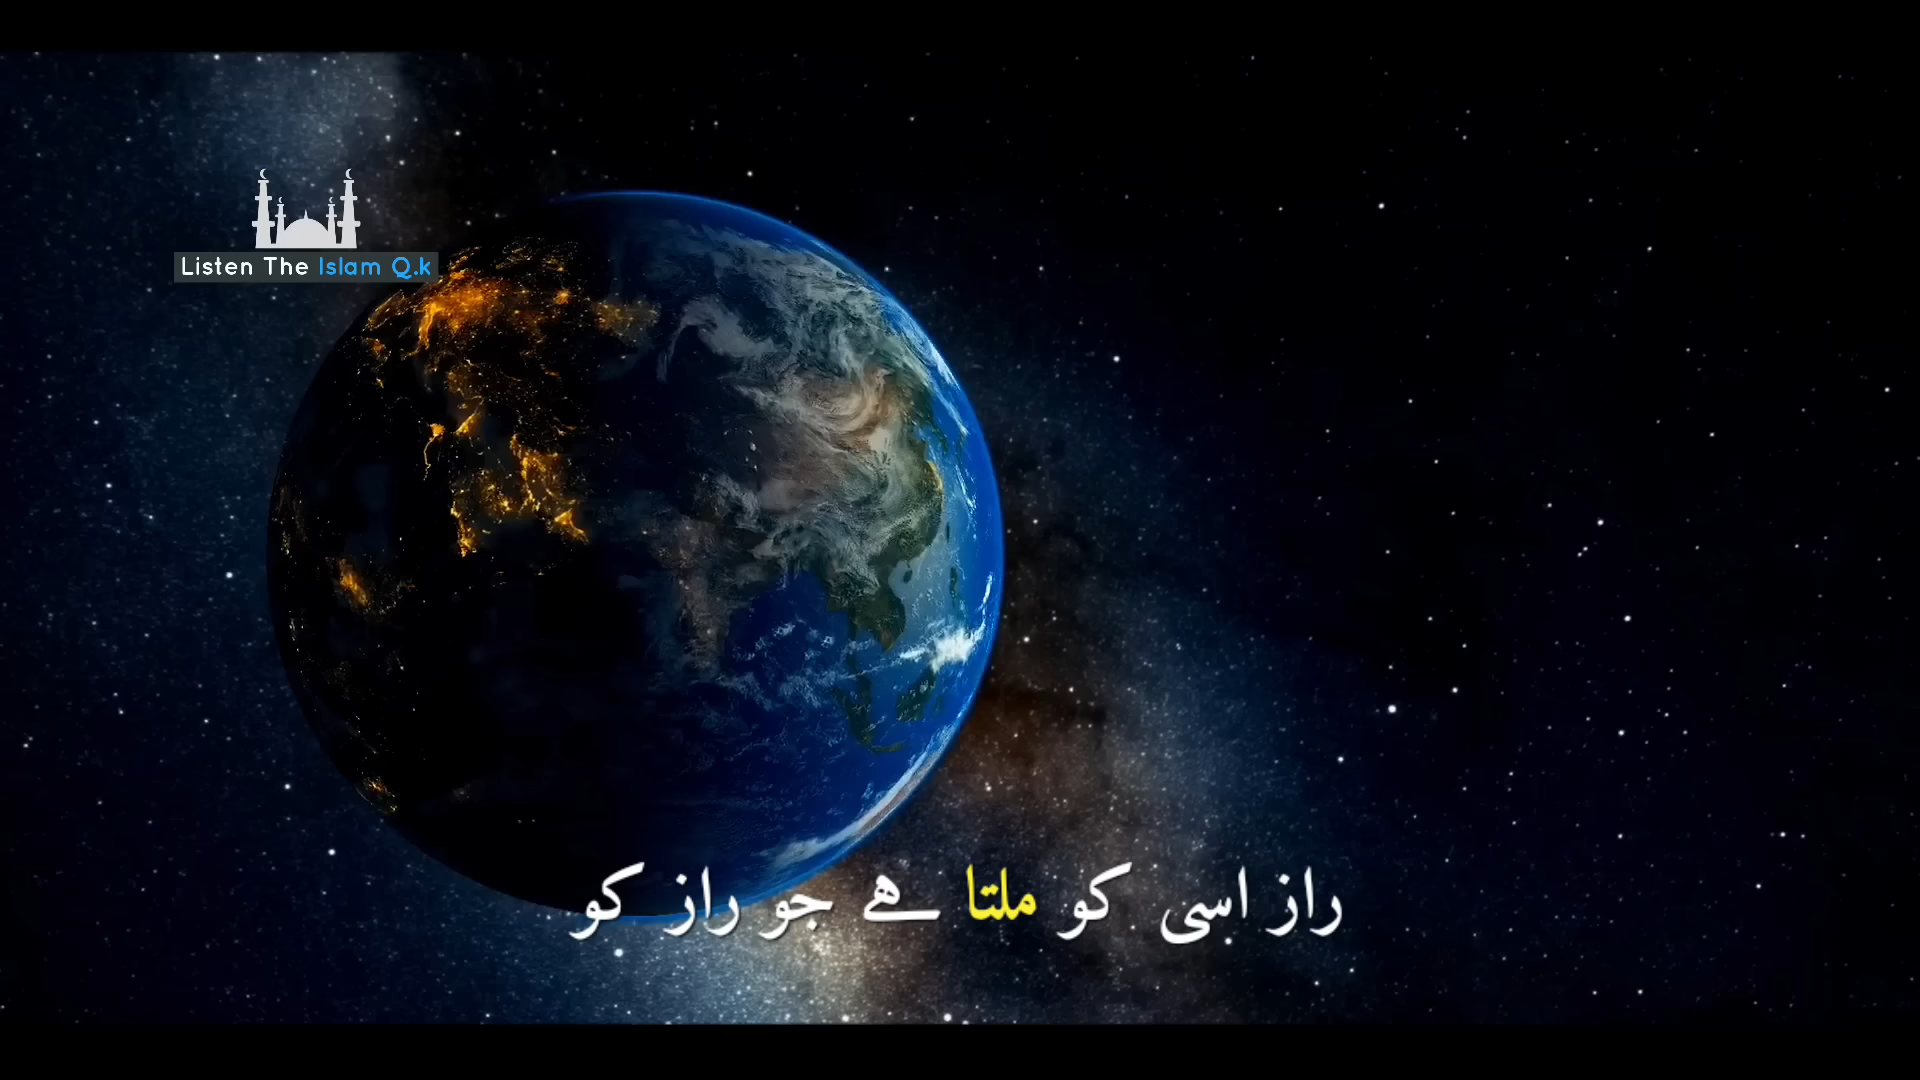 Listen The Islam Q.k
راز اسی کو ملتا ہے جو راز کو